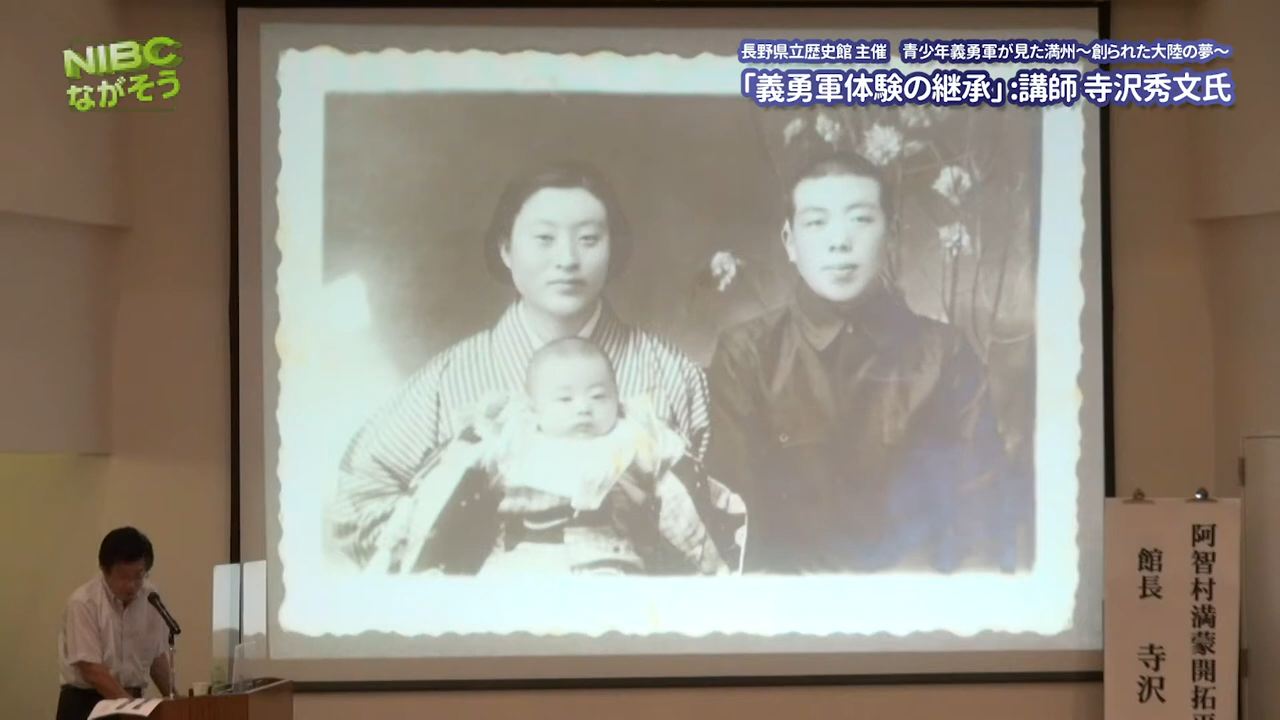 NIBC
ながそう
長野県立歴史館 主催　青少年義勇軍が見た満州～創られた大陸の夢～
「義勇軍体験の継承」:講師 寺沢秀文氏
阿智村満蒙開拓平
館長　寺沢